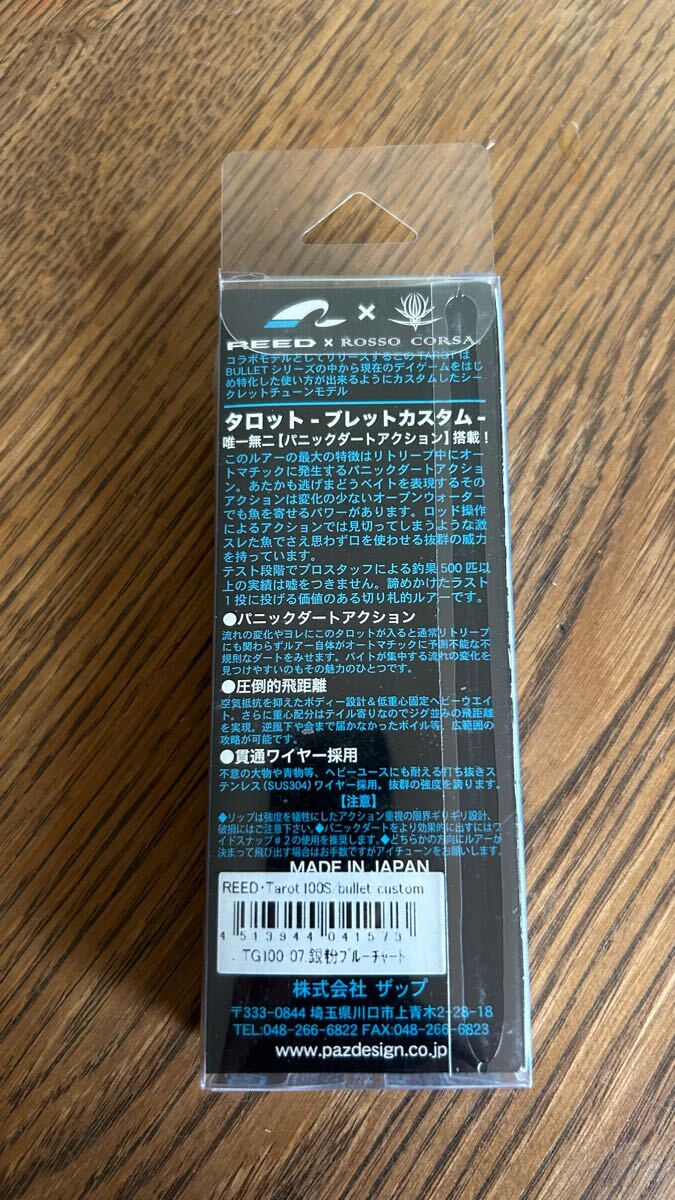 ×
REED × ROSSO CORSA
コラボモデルとしてリリースするこのTAROTは
BULLETシリーズの中から現在のデイゲームをはじ
め特化した使い方が出来るようにカスタムしたシー
クレットチューンモデル
タロット - ブレットカスタム -
唯一無二【パニックダートアクション】搭載！
このルアーの最大の特徴はリトリーブ中にオー
トマチックに発生するパニックダートアクショ
ン。あたかも逃げまどうベイトを表現するその
アクションは変化の少ないオープンウォーター
でも魚を寄せるパワーがあります。ロッド操作
によるアクションでは見切ってしまうような激
スレた魚でさえ思わず口を使わせる抜群の威力
を持っています。
テスト段階でプロスタッフによる釣果500匹以
上の実績は嘘をつきません。諦めかけたラスト
1投に投げる価値のある切り札的ルアーです。
●パニックダートアクション
流れの変化やヨレにこのタロットが入ると通常リトリーブ
にも関わらずルアー自体がオートマチックに予測不能な不
規則なダートをみせます。バイトが集中する流れの変化を
見つけやすいのもその魅力のひとつです。
●圧倒的飛距離
空気抵抗を抑えたボディー設計＆低重心固定ヘビーウエイ
ト。さらに重心配分はテイル寄りなのでジグ並みの飛距離
を実現。逆風下や今まで届かなかったボイル等、広範囲の
攻略が可能です。
●貫通ワイヤー採用
不意の大物や青物等、ヘビーユースにも耐える打ち抜きス
テンレス(SUS304)ワイヤー採用。抜群の強度を誇ります。
【注意】
◆リップは強度を犠牲にしたアクション重視の限界ギリギリ設計、
破損にはご注意下さい。◆パニックダートをより効果的に出すにはワ
イドスナップ＃2の使用を推奨します。◆どちらかの方向にルアーが
決まって飛び出す場合はお手数ですがアイチューンをお願いします。
MADE IN JAPAN
REED・Tarot100S/bullet custom
4 513944 041573
TG100 07.銀粉ブルーチャート
株式会社 ザップ
〒333-0844 埼玉県川口市上青木2-28-18
TEL:048-266-6822 FAX:048-266-6823
www.pazdesign.co.jp